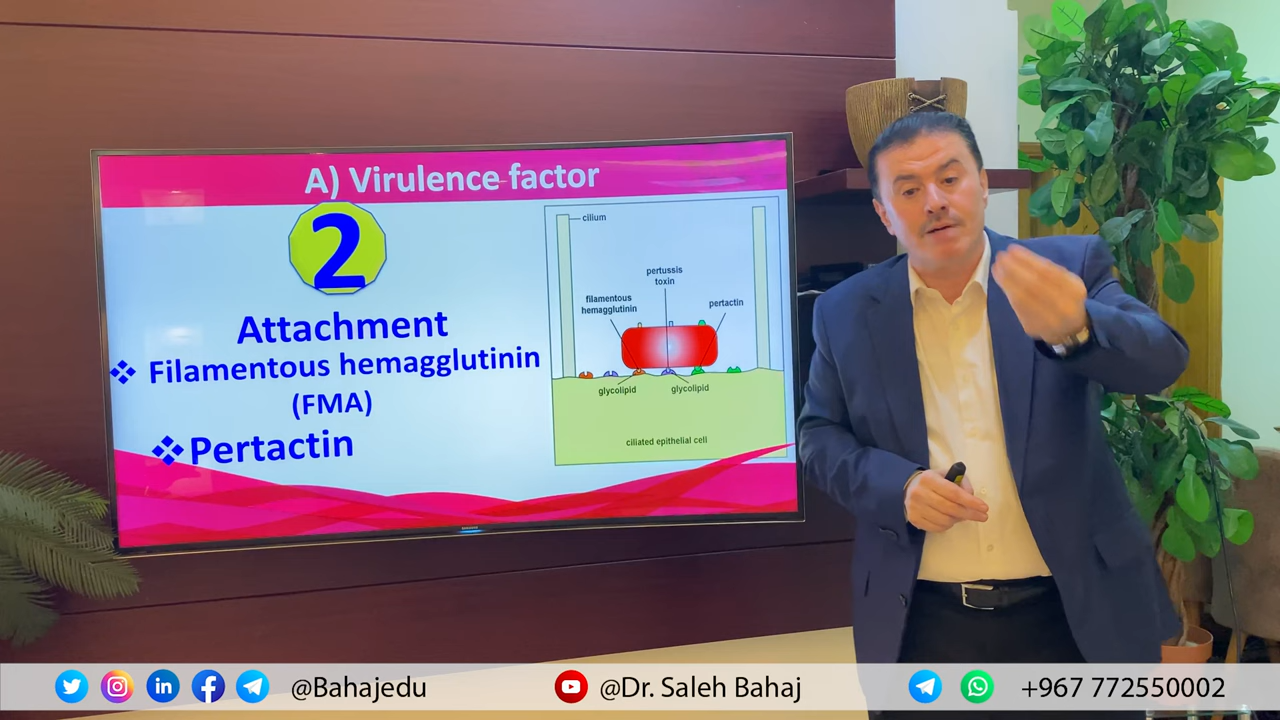 A) Virulence factor
2
Attachment
❖ Filamentous hemagglutinin
(FMA)
❖ Pertactin
cilium
pertussis
toxin
filamentous
hemagglutinin
pertactin
glycolipid
glycolipid
ciliated epithelial cell
@Bahajedu
@Dr. Saleh Bahaj
+967 772550002